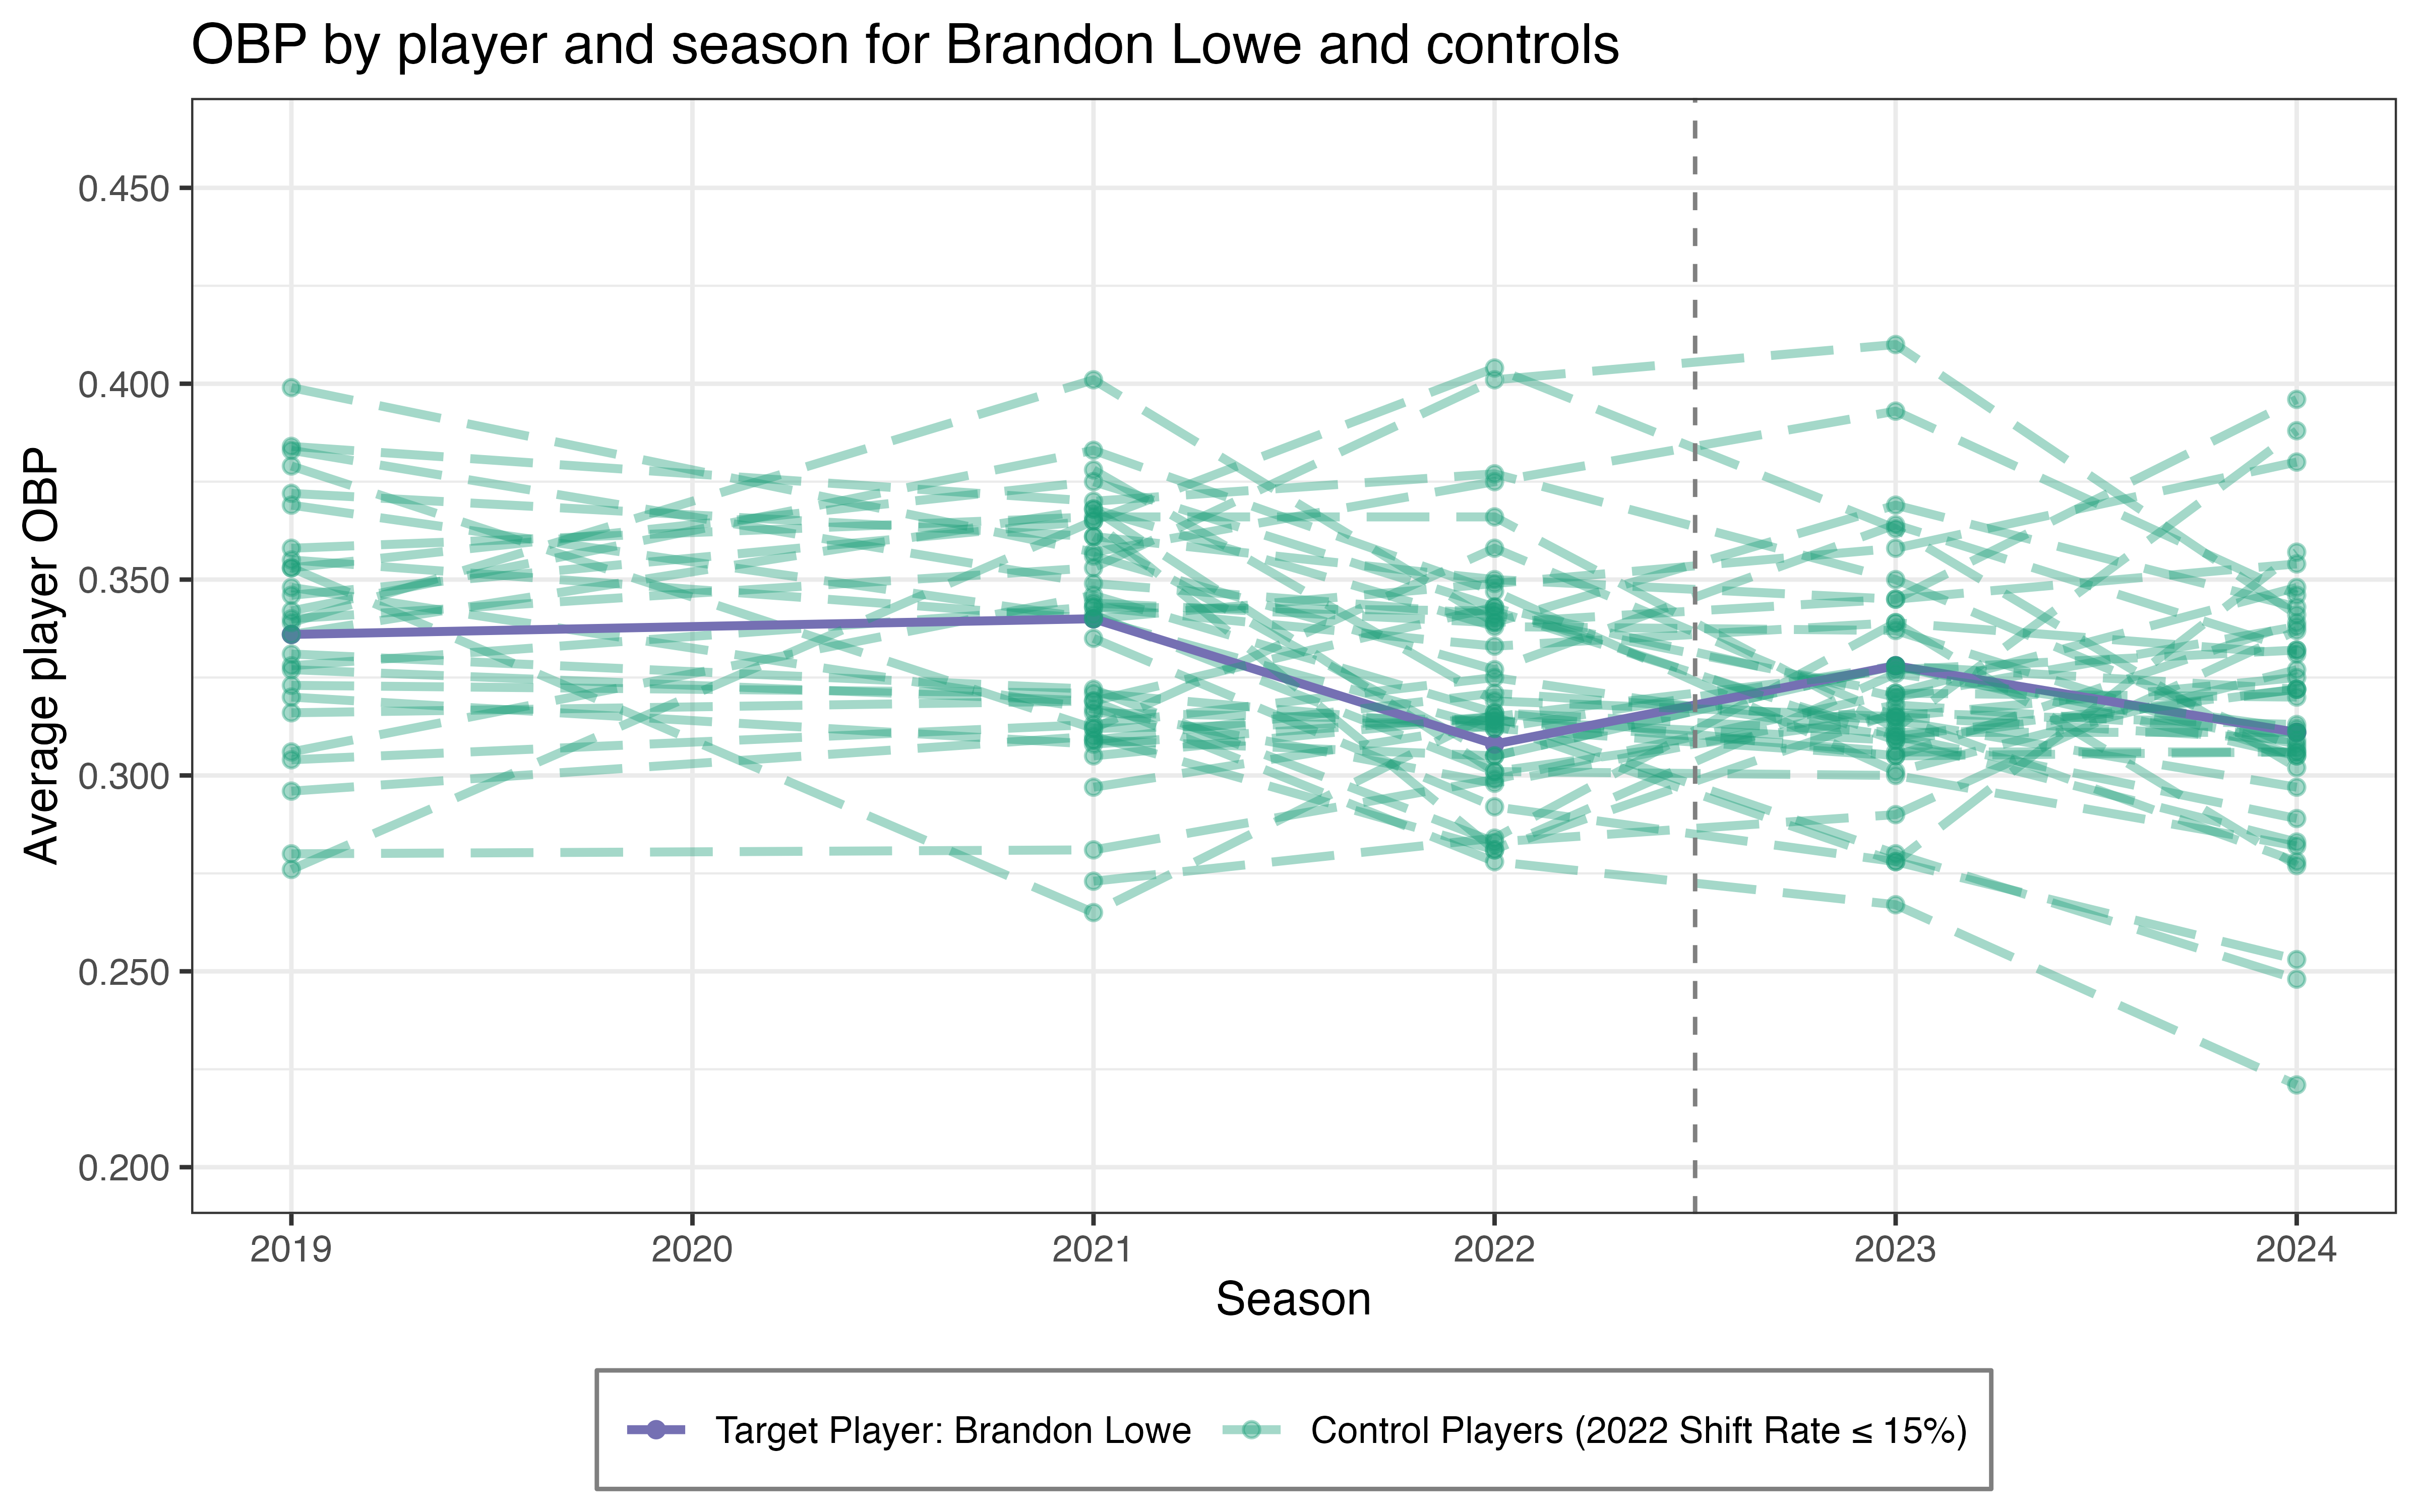 OBP by player and season for Brandon Lowe and controls
Average player OBP
0.450
0.400
0.350
0.300
0.250
0.200
2019 2020 2021 2022 2023 2024
Season
Target Player: Brandon Lowe Control Players (2022 Shift Rate ≤ 15%)